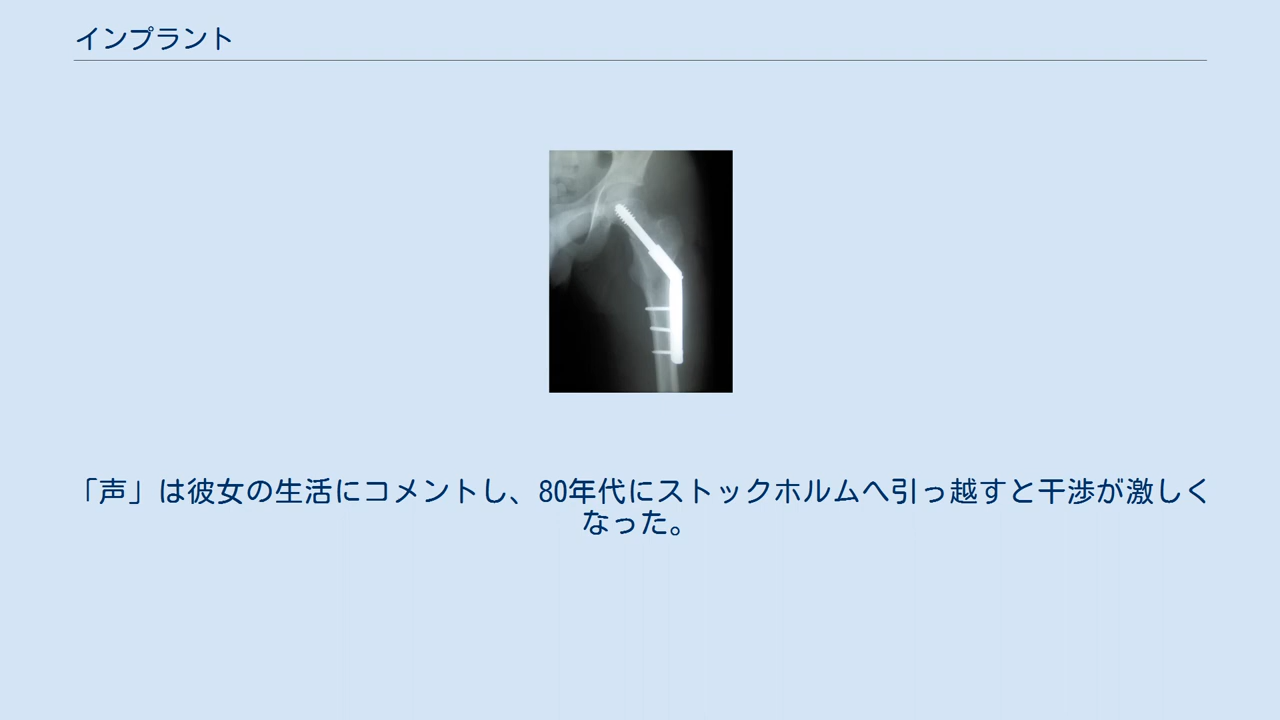 インプラント
「声」は彼女の生活にコメントし、80年代にストックホルムへ引っ越すと干渉が激しく
なった。